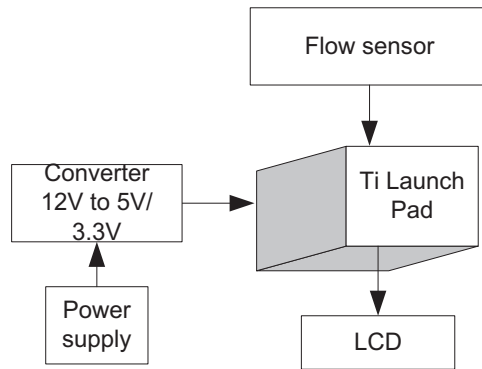 Flow sensor
Converter
12V to 5V/
3.3V
Ti Launch
Pad
Power
supply
LCD